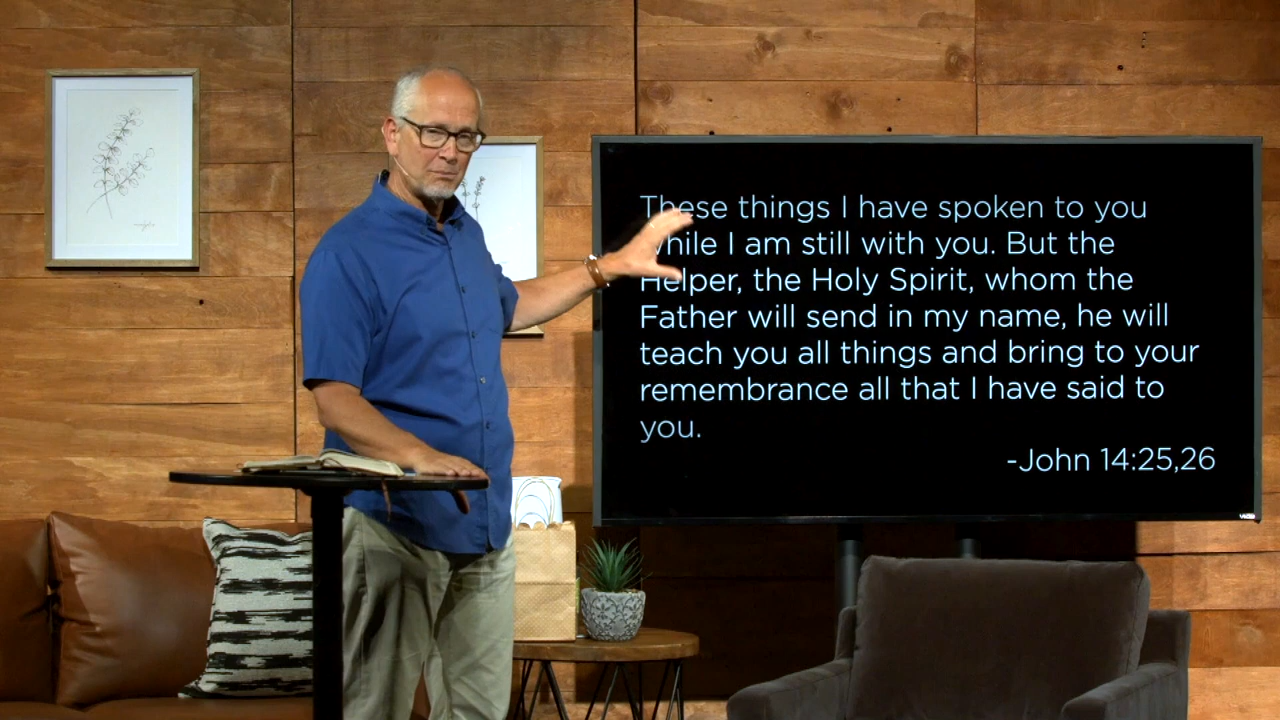 These things I have spoken to you
while I am still with you. But the
Helper, the Holy Spirit, whom the
Father will send in my name, he will
teach you all things and bring to your
remembrance all that I have said to
you.
-John 14:25,26